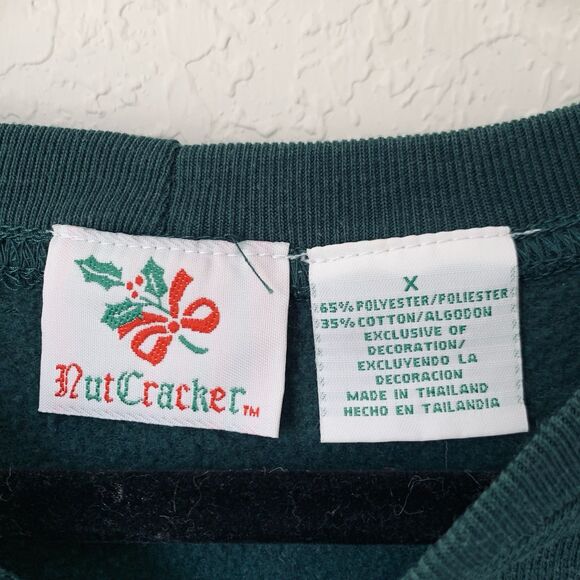 NutCracker™
X
65% POLYESTER/POLIESTER
35% COTTON/ALGODON
EXCLUSIVE OF
DECORATION/
EXCLUYENDO LA
DECORACION
MADE IN THAILAND
HECHO EN TAILANDIA